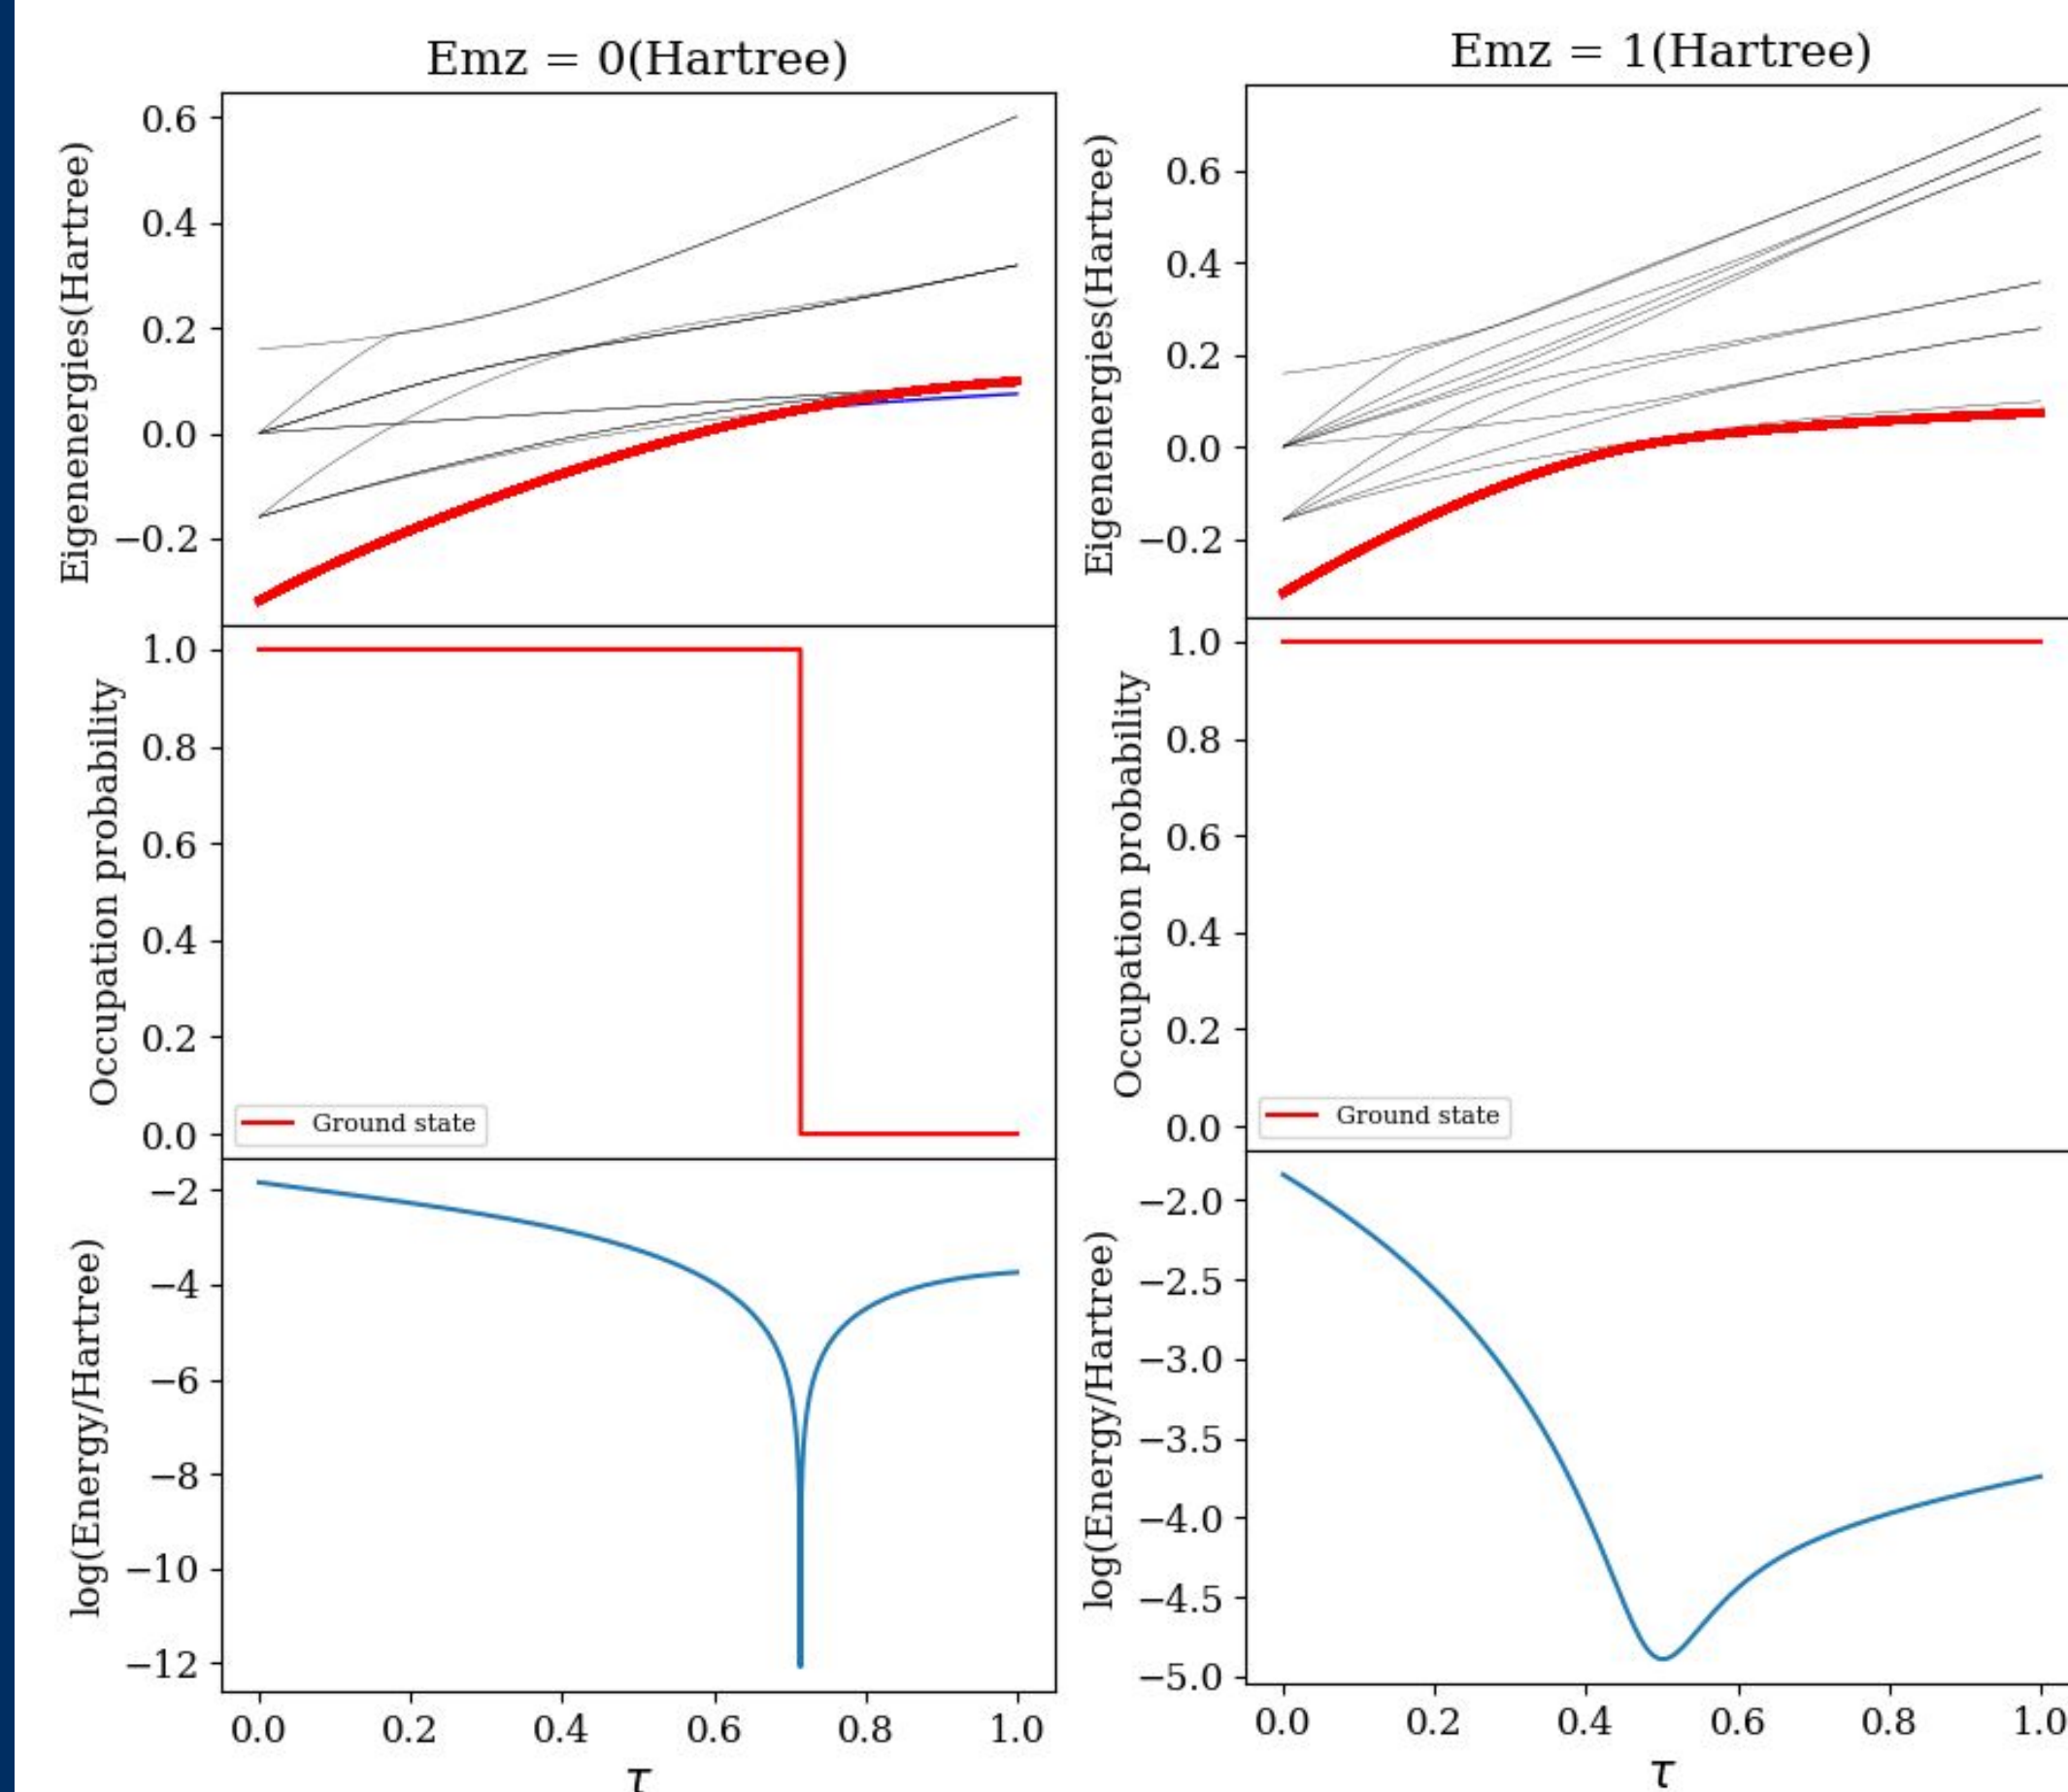 Emz = 0(Hartree)
Eigenenergies(Hartree)
0.6
0.4
0.2
0.0
−0.2
Occupation probability
1.0
0.8
0.6
0.4
0.2
0.0
Ground state
log(Energy/Hartree)
−2
−4
−6
−8
−10
−12
0.0 0.2 0.4 0.6 0.8 1.0
τ
Emz = 1(Hartree)
Eigenenergies(Hartree)
0.6
0.4
0.2
0.0
−0.2
Occupation probability
1.0
0.8
0.6
0.4
0.2
0.0
Ground state
log(Energy/Hartree)
−2.0
−2.5
−3.0
−3.5
−4.0
−4.5
−5.0
0.0 0.2 0.4 0.6 0.8 1.0
τ